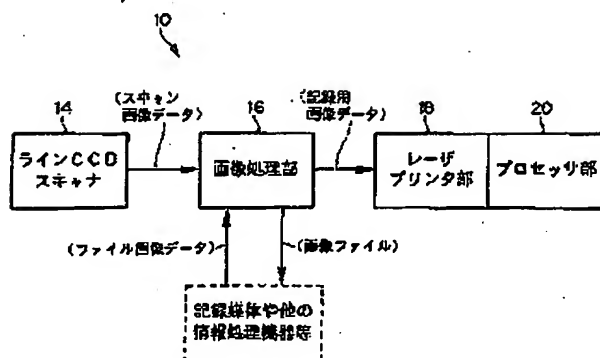 10
14
(スキャン
画像データ)
16
(記録用
画像データ)
18
20
ラインCCD
スキャナ
画像処理部
レーザ
プリンタ部
プロセッサ部
(ファイル画像データ)
(画像ファイル)
記録媒体や他の
情報処理機器等